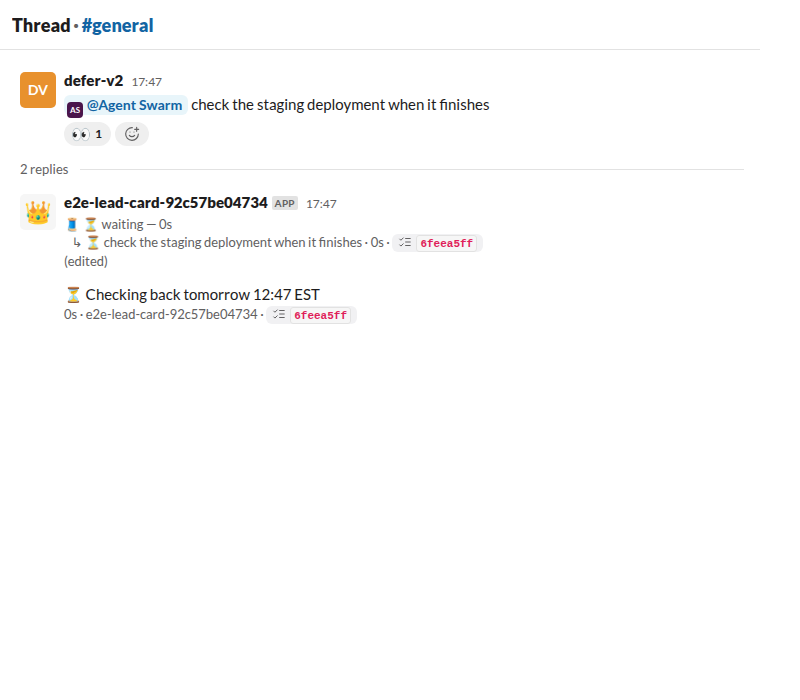 Thread · #general
DV
defer-v2 17:47
AS @Agent Swarm check the staging deployment when it finishes
👀 1
2 replies
e2e-lead-card-92c57be04734 APP 17:47
🧵 ⏳ waiting — 0s
↳ ⏳ check the staging deployment when it finishes · 0s · 6feea5ff
(edited)
⏳ Checking back tomorrow 12:47 EST
0s · e2e-lead-card-92c57be04734 · 6feea5ff